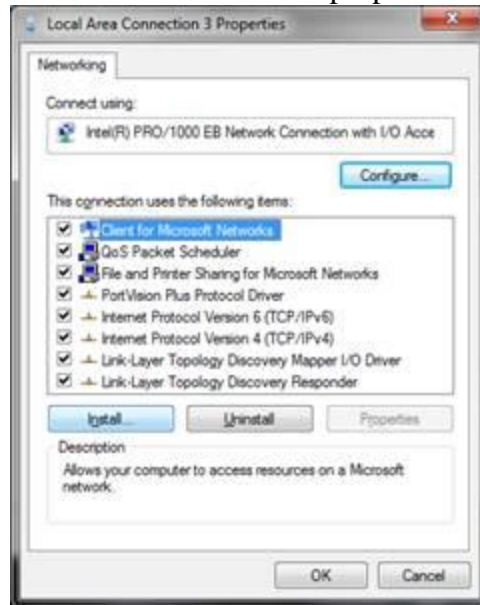 Local Area Connection 3 Properties
Networking
Connect using:
Intel(R) PRO/1000 EB Network Connection with I/O Acce
Configure...
This connection uses the following items:
Client for Microsoft Networks
QoS Packet Scheduler
File and Printer Sharing for Microsoft Networks
PortVision Plus Protocol Driver
Internet Protocol Version 6 (TCP/IPv6)
Internet Protocol Version 4 (TCP/IPv4)
Link-Layer Topology Discovery Mapper I/O Driver
Link-Layer Topology Discovery Responder
Install... Uninstall Properties
Description
Allows your computer to access resources on a Microsoft
network.
OK Cancel